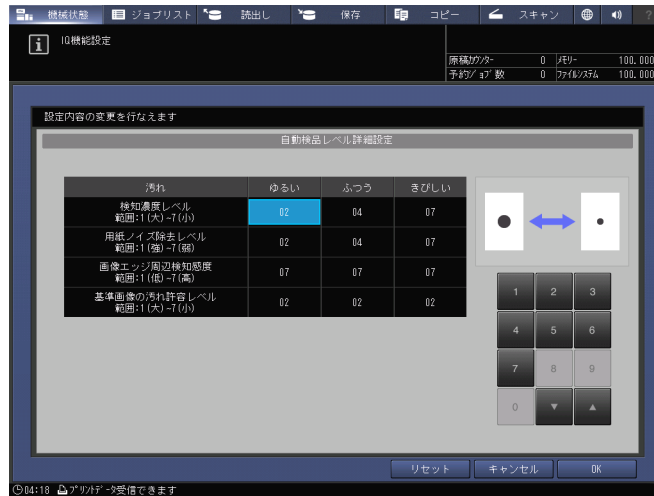 機械状態 ジョブリスト 読出し 保存 コピー スキャン ?
IQ機能設定
原稿カウンター 0 メモリー 100.000
予約ジョブ数 0 ファイルシステム 100.000
設定内容の変更を行なえます
自動検品レベル詳細設定
汚れ ゆるい ふつう きびしい
検知濃度レベル
範囲:1(大)~7(小) 02 04 07
用紙ノイズ除去レベル
範囲:1(強)~7(弱) 02 04 07
画像エッジ周辺検知感度
範囲:1(低)~7(高) 07 07 07
基準画像の汚れ許容レベル
範囲:1(大)~7(小) 02 02 02
1 2 3
4 5 6
7 8 9
0 ▼ ▲
リセット キャンセル OK
04:18 プリントデータ受信できます